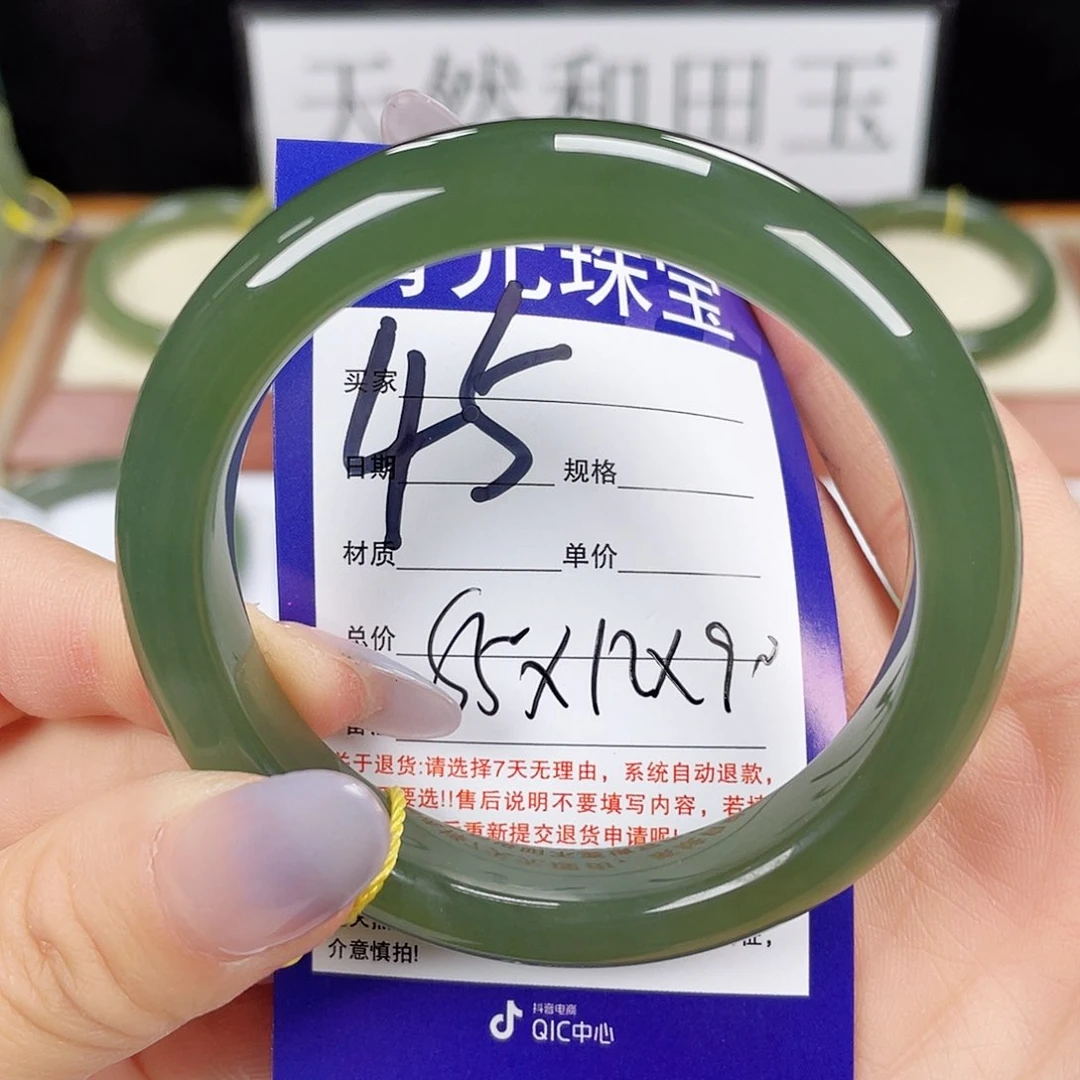 天然和田玉
元珠宝
45
买家
日期 规格
材质 单价
总价
55X12X9.2
关于退货:请选择7天无理由，系统自动退款，
要选!!售后说明不要填写内容，若
重新提交退货申请呢!
介意慎拍!
抖音电商
QIC中心